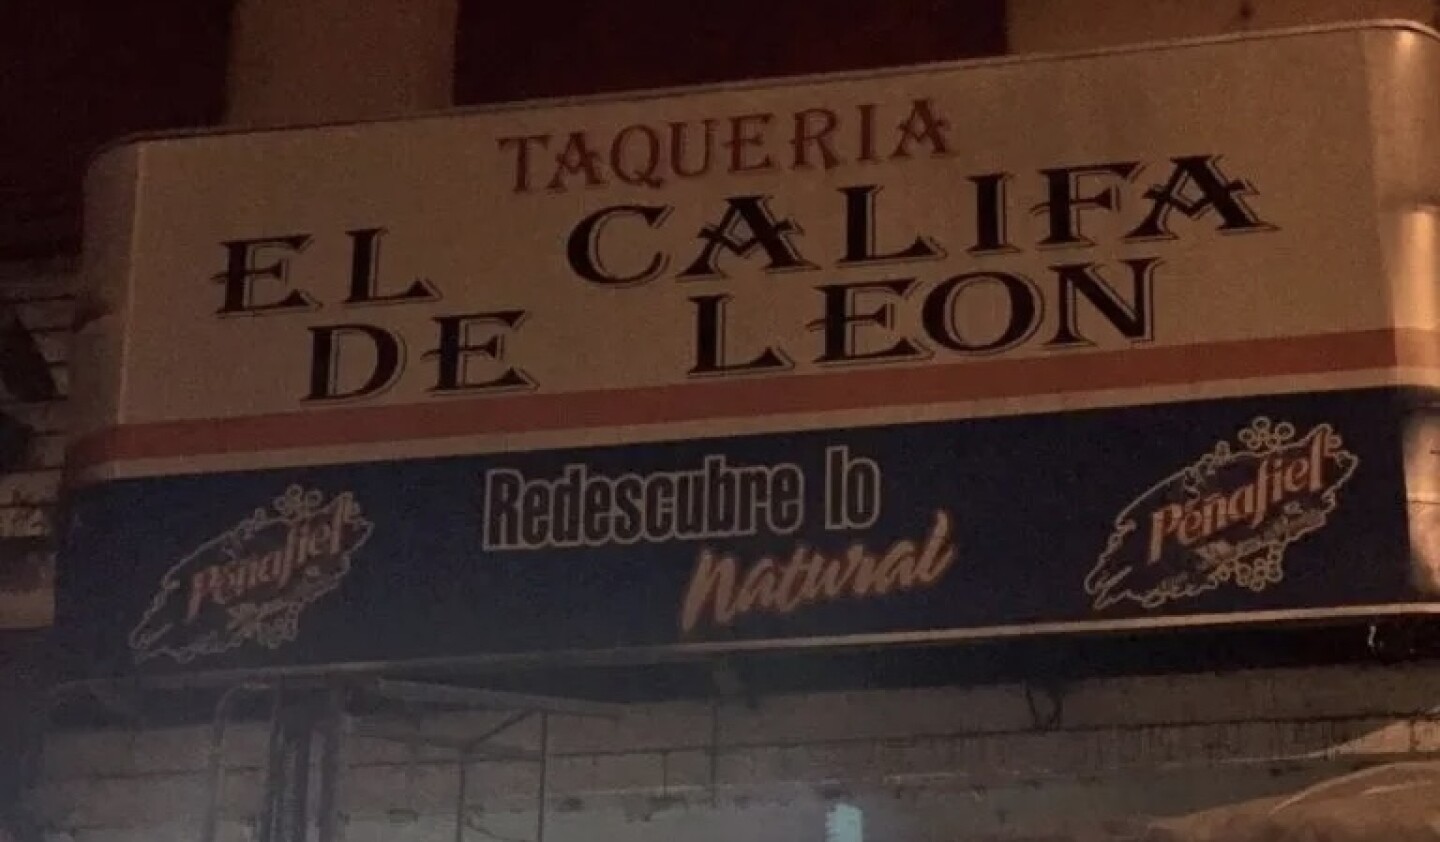 TAQUERIA
EL CALIFA
DE LEON
Redescubre lo
Natural
Peñafiel
Peñafiel